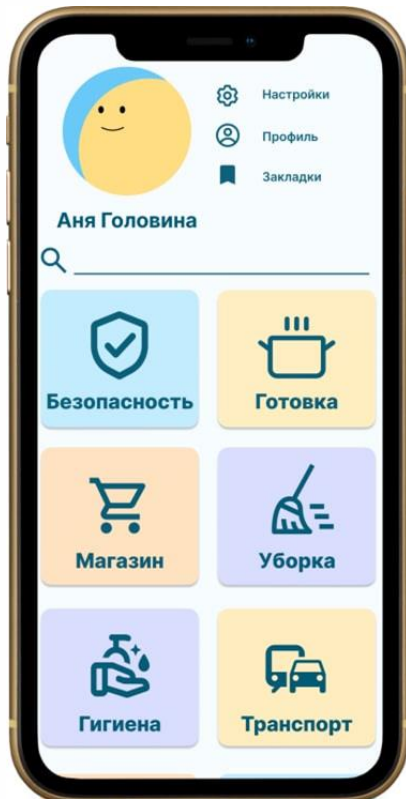 Настройки
Профиль
Закладки
Аня Головина
Безопасность
Готовка
Магазин
Уборка
Гигиена
Транспорт